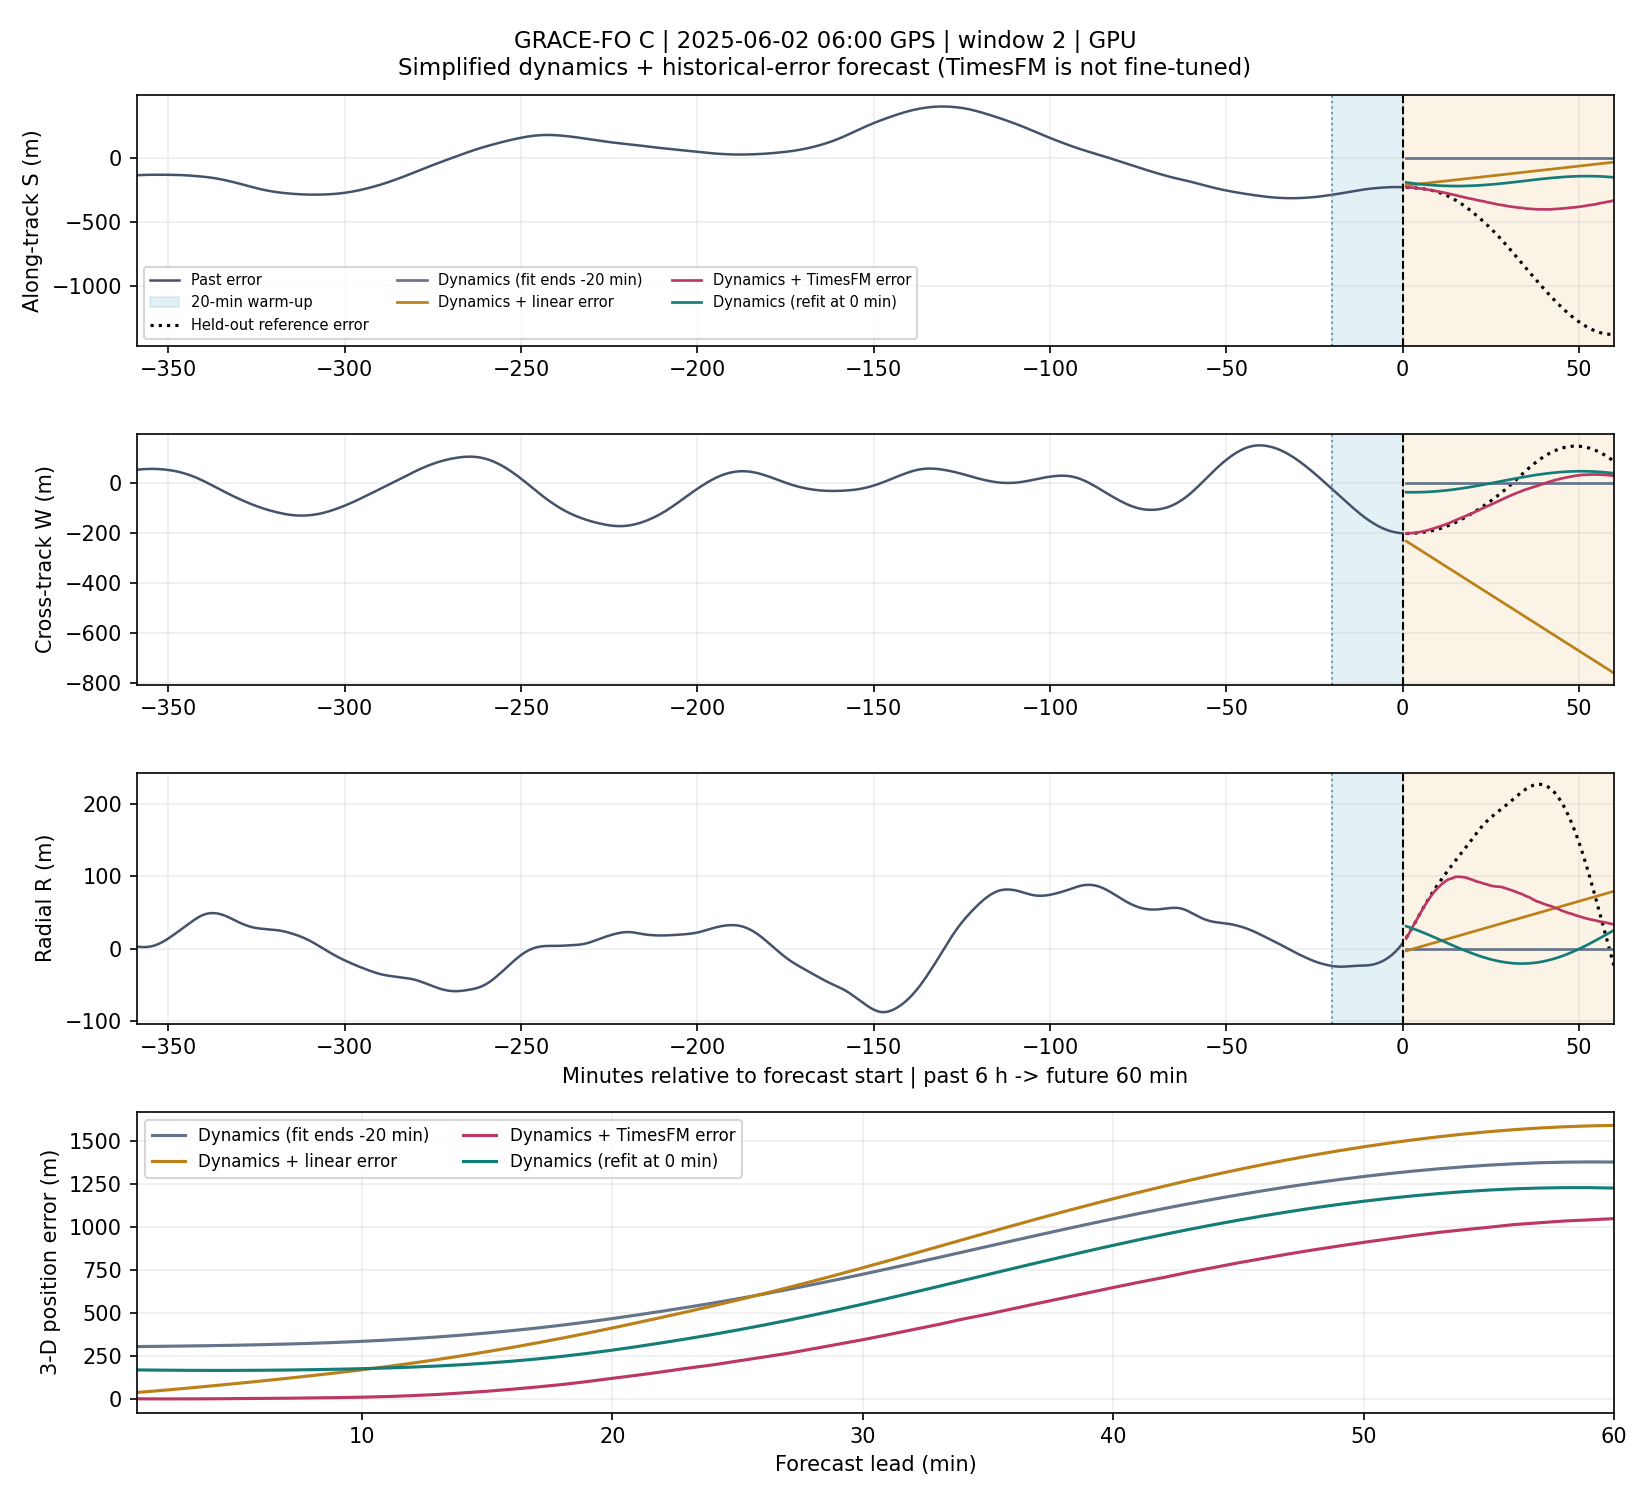 GRACE-FO C | 2025-06-02 06:00 GPS | window 2 | GPU
Simplified dynamics + historical-error forecast (TimesFM is not fine-tuned)
Along-track S (m)
0
−500
−1000
Past error
20-min warm-up
Held-out reference error
Dynamics (fit ends -20 min)
Dynamics + linear error
Dynamics + TimesFM error
Dynamics (refit at 0 min)
−350 −300 −250 −200 −150 −100 −50 0 50
Cross-track W (m)
0
−200
−400
−600
−800
−350 −300 −250 −200 −150 −100 −50 0 50
Radial R (m)
200
100
0
−100
−350 −300 −250 −200 −150 −100 −50 0 50
Minutes relative to forecast start | past 6 h -> future 60 min
3-D position error (m)
1500
1250
1000
750
500
250
0
Dynamics (fit ends -20 min)
Dynamics + linear error
Dynamics + TimesFM error
Dynamics (refit at 0 min)
10 20 30 40 50 60
Forecast lead (min)